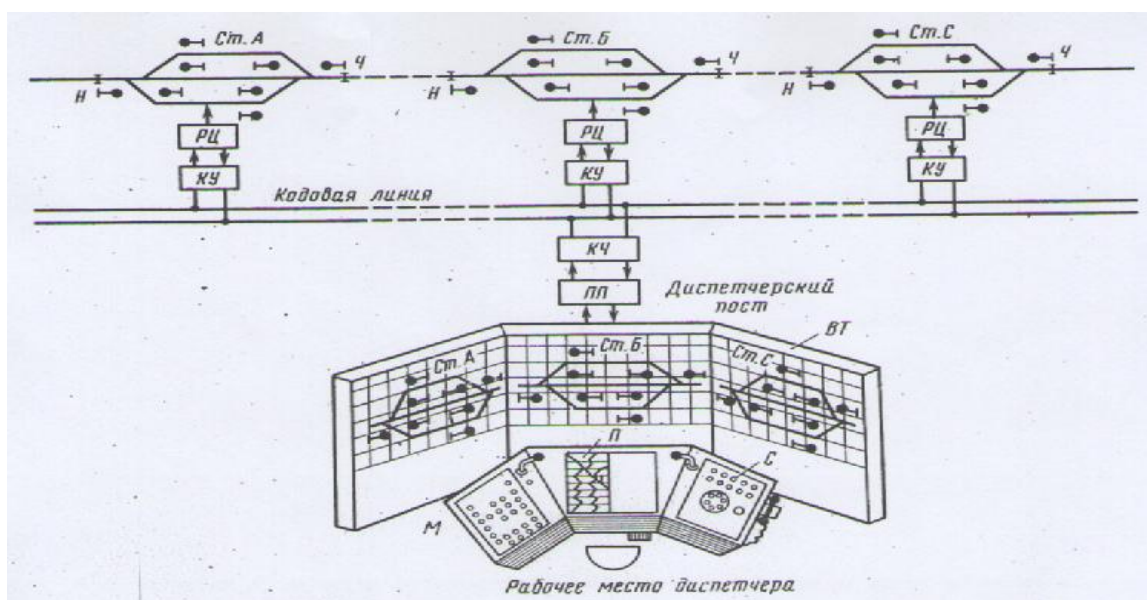 Ст. А
Ст. Б
Ст. С
Н
Ч
Н
Ч
Н
Ч
РЦ
РЦ
РЦ
КУ
КУ
КУ
Кодовая линия
КЧ
ПП
Диспетчерский
пост
ВТ
Ст. А
Ст. Б
Ст. С
П
С
М
Рабочее место диспетчера